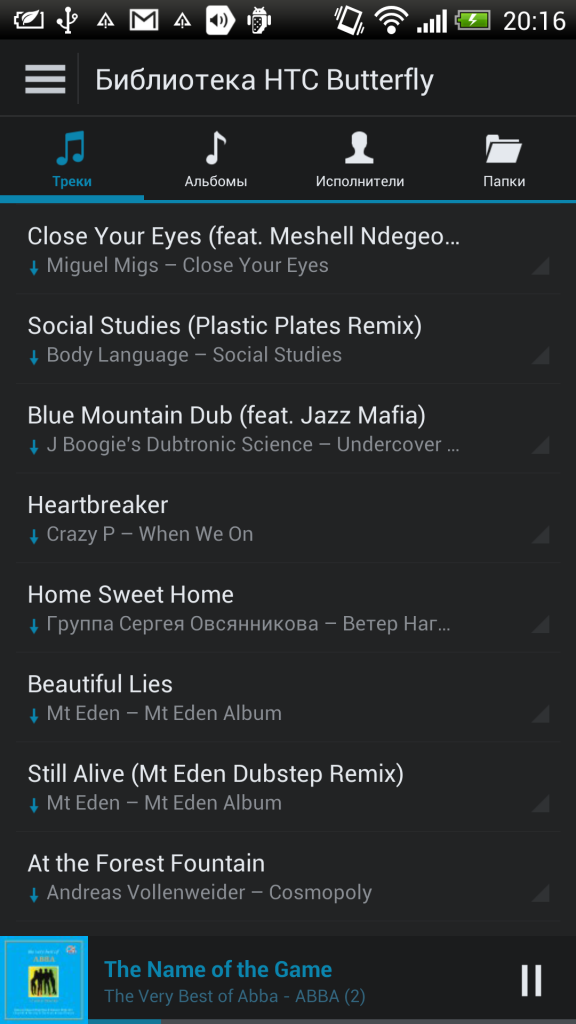 20:16
Библиотека HTC Butterfly
Треки
Альбомы
Исполнители
Папки
Close Your Eyes (feat. Meshell Ndegeo...
Miguel Migs – Close Your Eyes
Social Studies (Plastic Plates Remix)
Body Language – Social Studies
Blue Mountain Dub (feat. Jazz Mafia)
J Boogie's Dubtronic Science – Undercover ...
Heartbreaker
Crazy P – When We On
Home Sweet Home
Группа Сергея Овсянникова – Ветер Наг...
Beautiful Lies
Mt Eden – Mt Eden Album
Still Alive (Mt Eden Dubstep Remix)
Mt Eden – Mt Eden Album
At the Forest Fountain
Andreas Vollenweider – Cosmopoly
ABBA
The Name of the Game
The Very Best of Abba - ABBA (2)